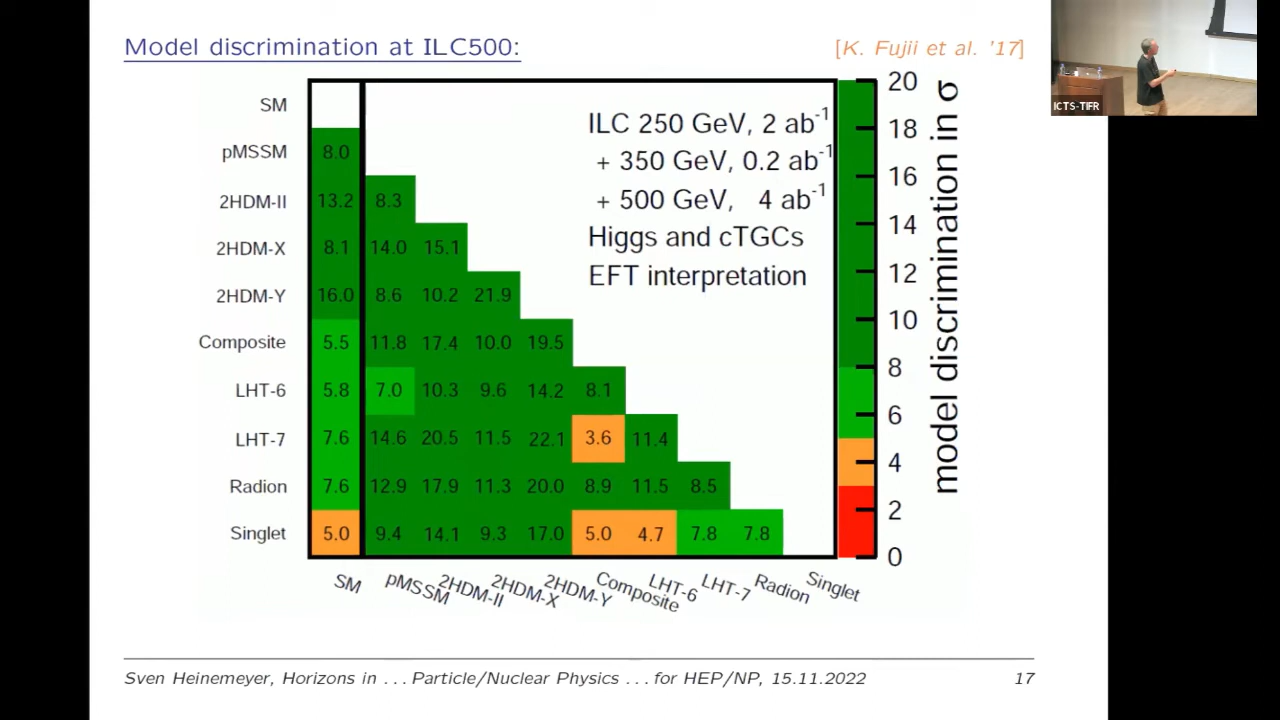 Model discrimination at ILC500:
[K. Fujii et al. '17]
ICTS-TIFR
ILC 250 GeV, 2 ab-1
+ 350 GeV, 0.2 ab-1
+ 500 GeV, 4 ab-1
Higgs and cTGCs
EFT interpretation
SM
pMSSM 8.0
2HDM-II 13.2 8.3
2HDM-X 8.1 14.0 15.1
2HDM-Y 16.0 8.6 10.2 21.9
Composite 5.5 11.8 17.4 10.0 19.5
LHT-6 5.8 7.0 10.3 9.6 14.2 8.1
LHT-7 7.6 14.6 20.5 11.5 22.1 3.6 11.4
Radion 7.6 12.9 17.9 11.3 20.0 8.9 11.5 8.5
Singlet 5.0 9.4 14.1 9.3 17.0 5.0 4.7 7.8 7.8
SM pMSSM 2HDM-II 2HDM-X 2HDM-Y Composite LHT-6 LHT-7 Radion Singlet
20
18
16
14
12
10
8
6
4
2
0
model discrimination in σ
Sven Heinemeyer, Horizons in ... Particle/Nuclear Physics ... for HEP/NP, 15.11.2022
17